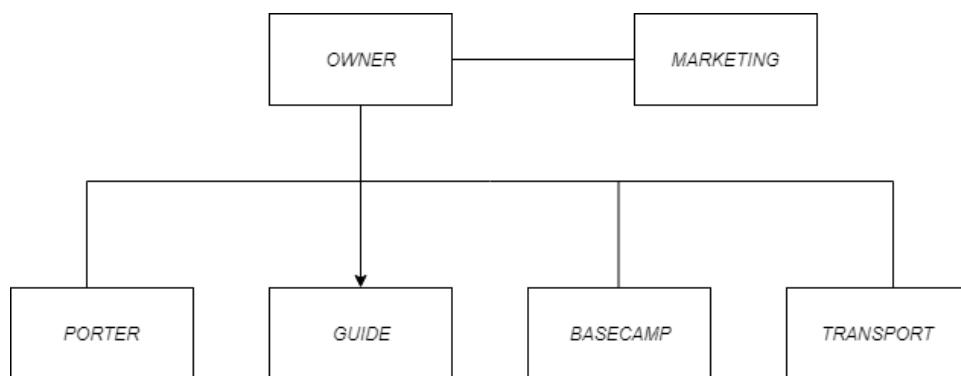 OWNER
MARKETING
PORTER
GUIDE
BASECAMP
TRANSPORT